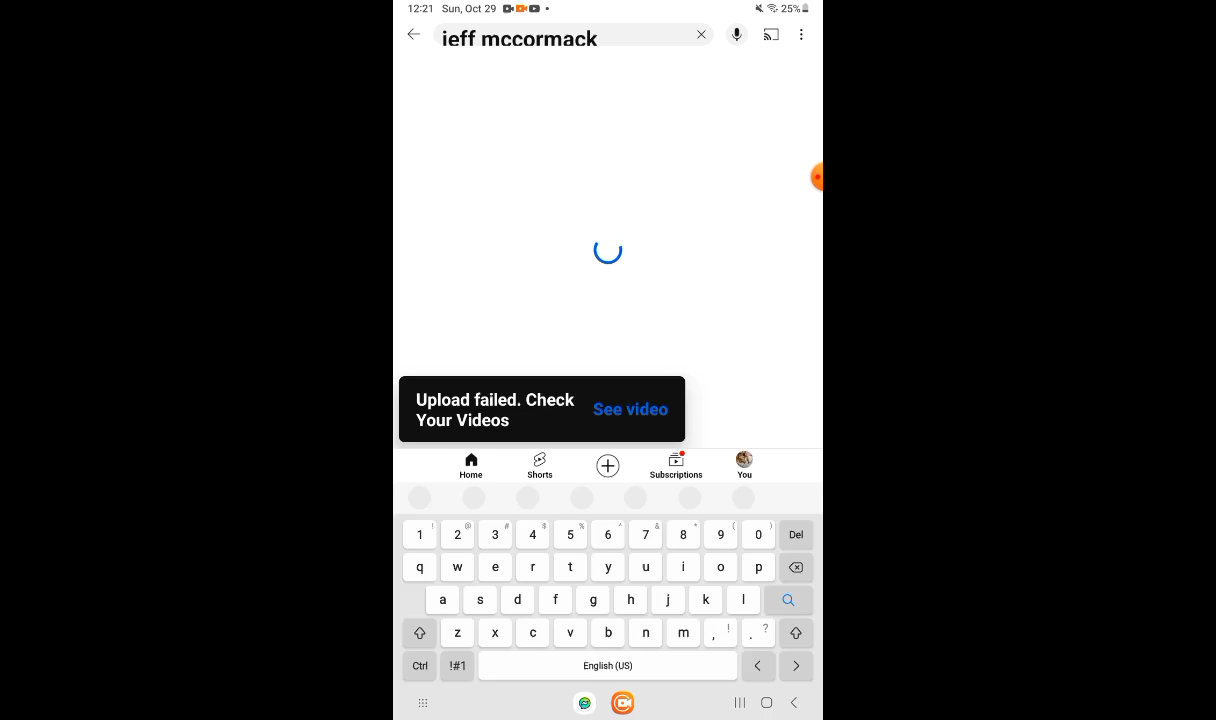 12:21 Sun, Oct 29 25%
jeff mccormack
Upload failed. Check
Your Videos
See video
Home Shorts Subscriptions You
1 ! 2 @ 3 # 4 $ 5 % 6 ^ 7 & 8 * 9 ( 0 ) Del
q w e r t y u i o p
a s d f g h j k l
z x c v b n m , ! . ?
Ctrl !#1 English (US) < >